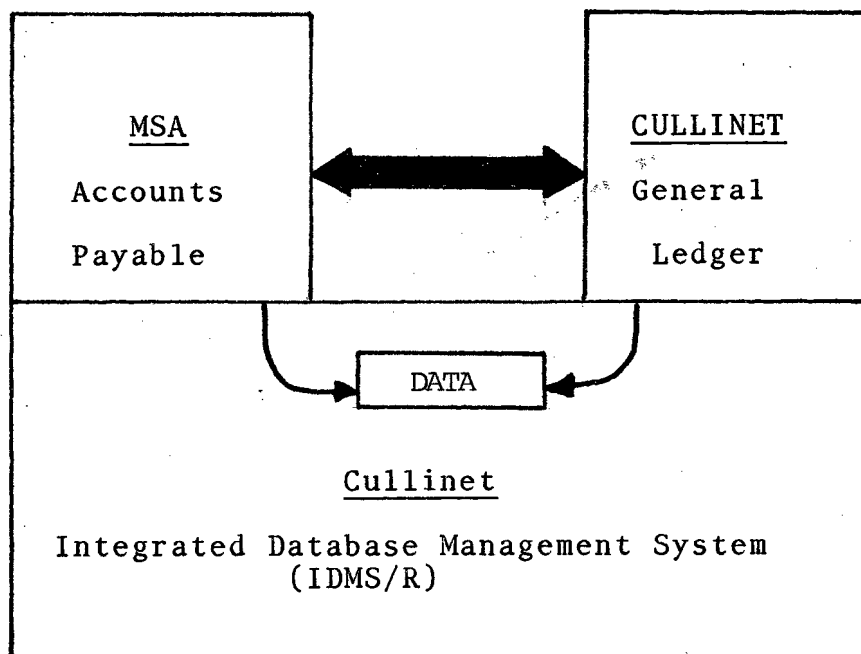 MSA
Accounts
Payable
CULLINET
General
Ledger
DATA
Cullinet
Integrated Database Management System
(IDMS/R)